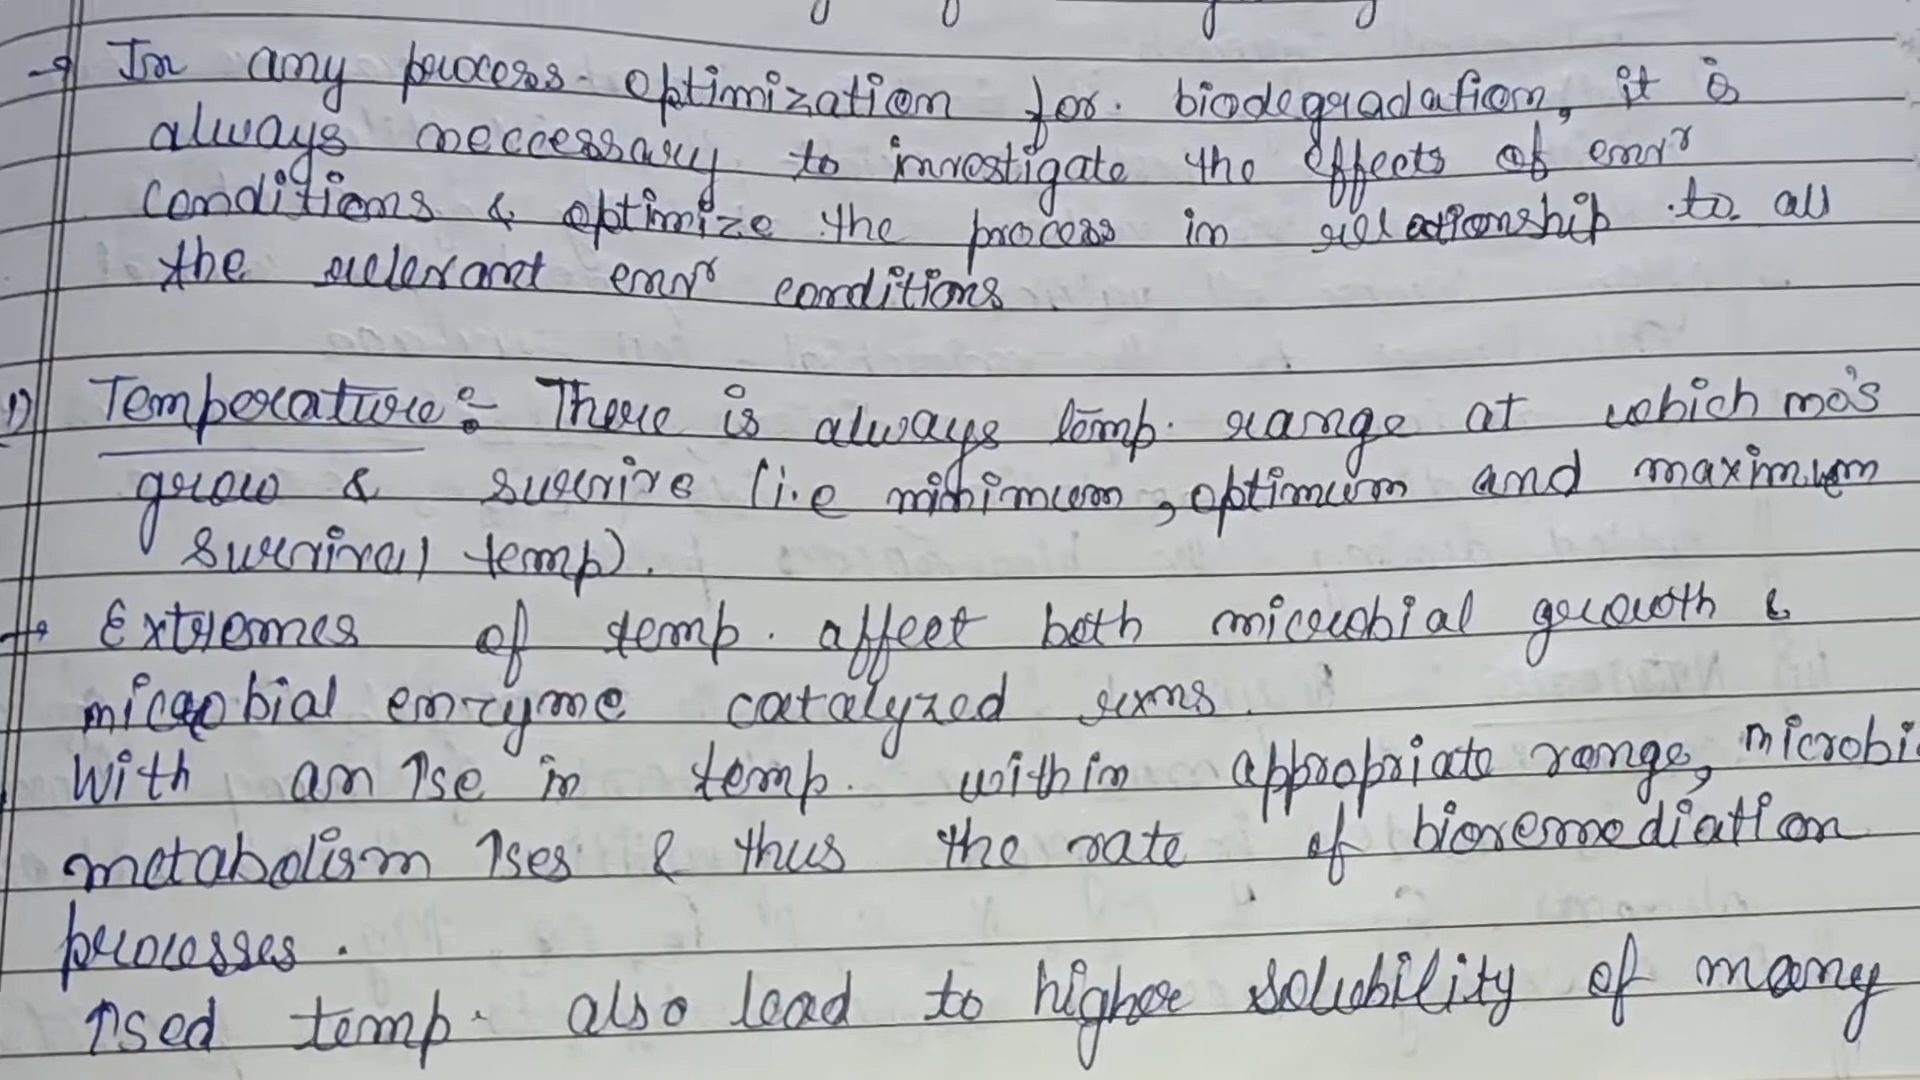 → In any process-optimization for. biodegradation, it is
always neccessary to investigate the effects of envr
conditions & optimize the process in relationship to all
the relevant envr conditions
1) Temperature:- There is always temp. range at which mo's
grow & survive (i.e minimum, optimum and maximum
survival temp).
→ Extremes of temp. affect both microbial growth &
microbial enzyme catalyzed rxns.
With an ↑se in temp. within appropriate range, microbi
metabolism ↑ses & thus the rate of bioremediation
processes.
↑sed temp. also lead to higher solubility of many